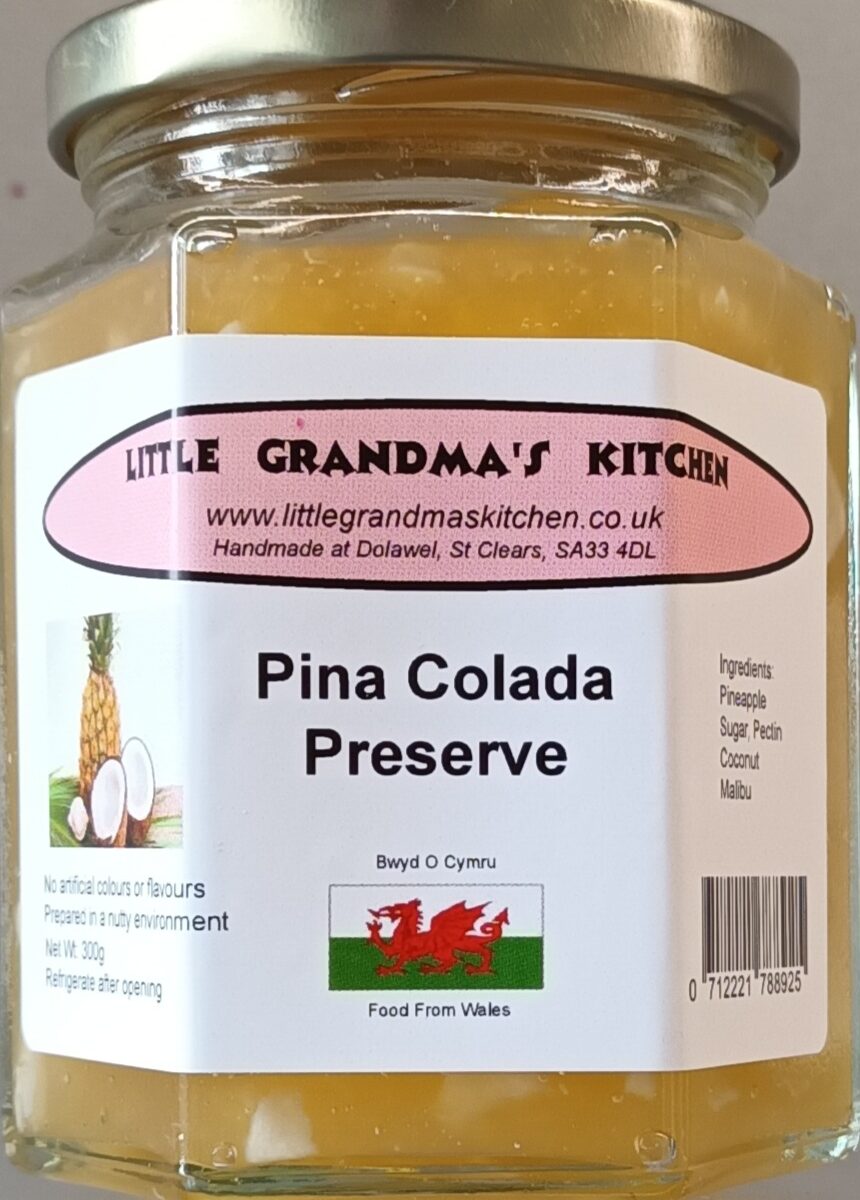 LITTLE GRANDMA'S KITCHEN
www.littlegrandmaskitchen.co.uk
Handmade at Dolawel, St Clears, SA33 4DL
Pina Colada
Preserve
Ingredients:
Pineapple
Sugar, Pectin
Coconut
Malibu
No artificial colours or flavours
Prepared in a nutty environment
Net Wt: 300g
Refrigerate after opening
Bwyd O Cymru
Food From Wales
0 712221 788925